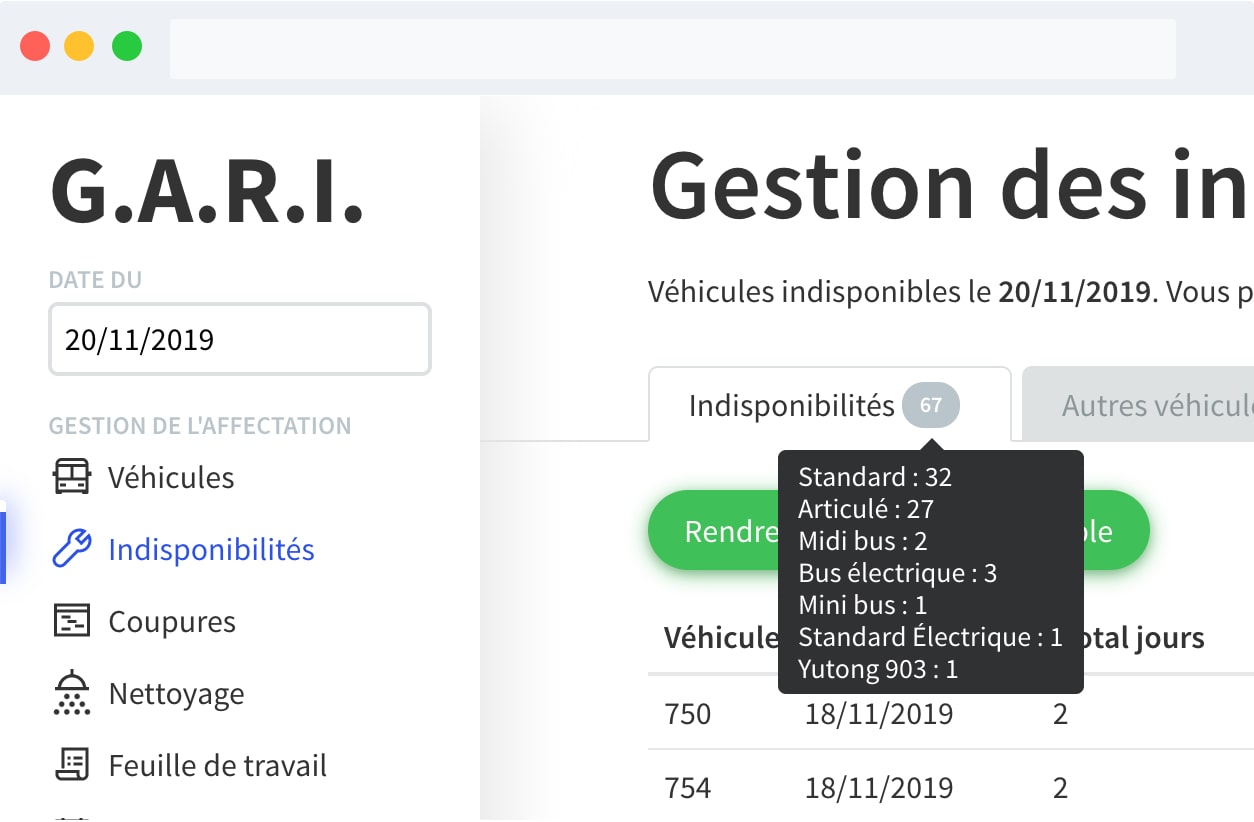 G.A.R.I.
DATE DU
20/11/2019
GESTION DE L'AFFECTATION
Véhicules
Indisponibilités
Coupures
Nettoyage
Feuille de travail
Gestion des in
Véhicules indisponibles le 20/11/2019. Vous p
Indisponibilités 67
Autres véhicul
Standard : 32
Articulé : 27
Midi bus : 2
Bus électrique : 3
Mini bus : 1
Standard Électrique : 1
Yutong 903 : 1
Rendre ble
Véhicule otal jours
750 18/11/2019 2
754 18/11/2019 2